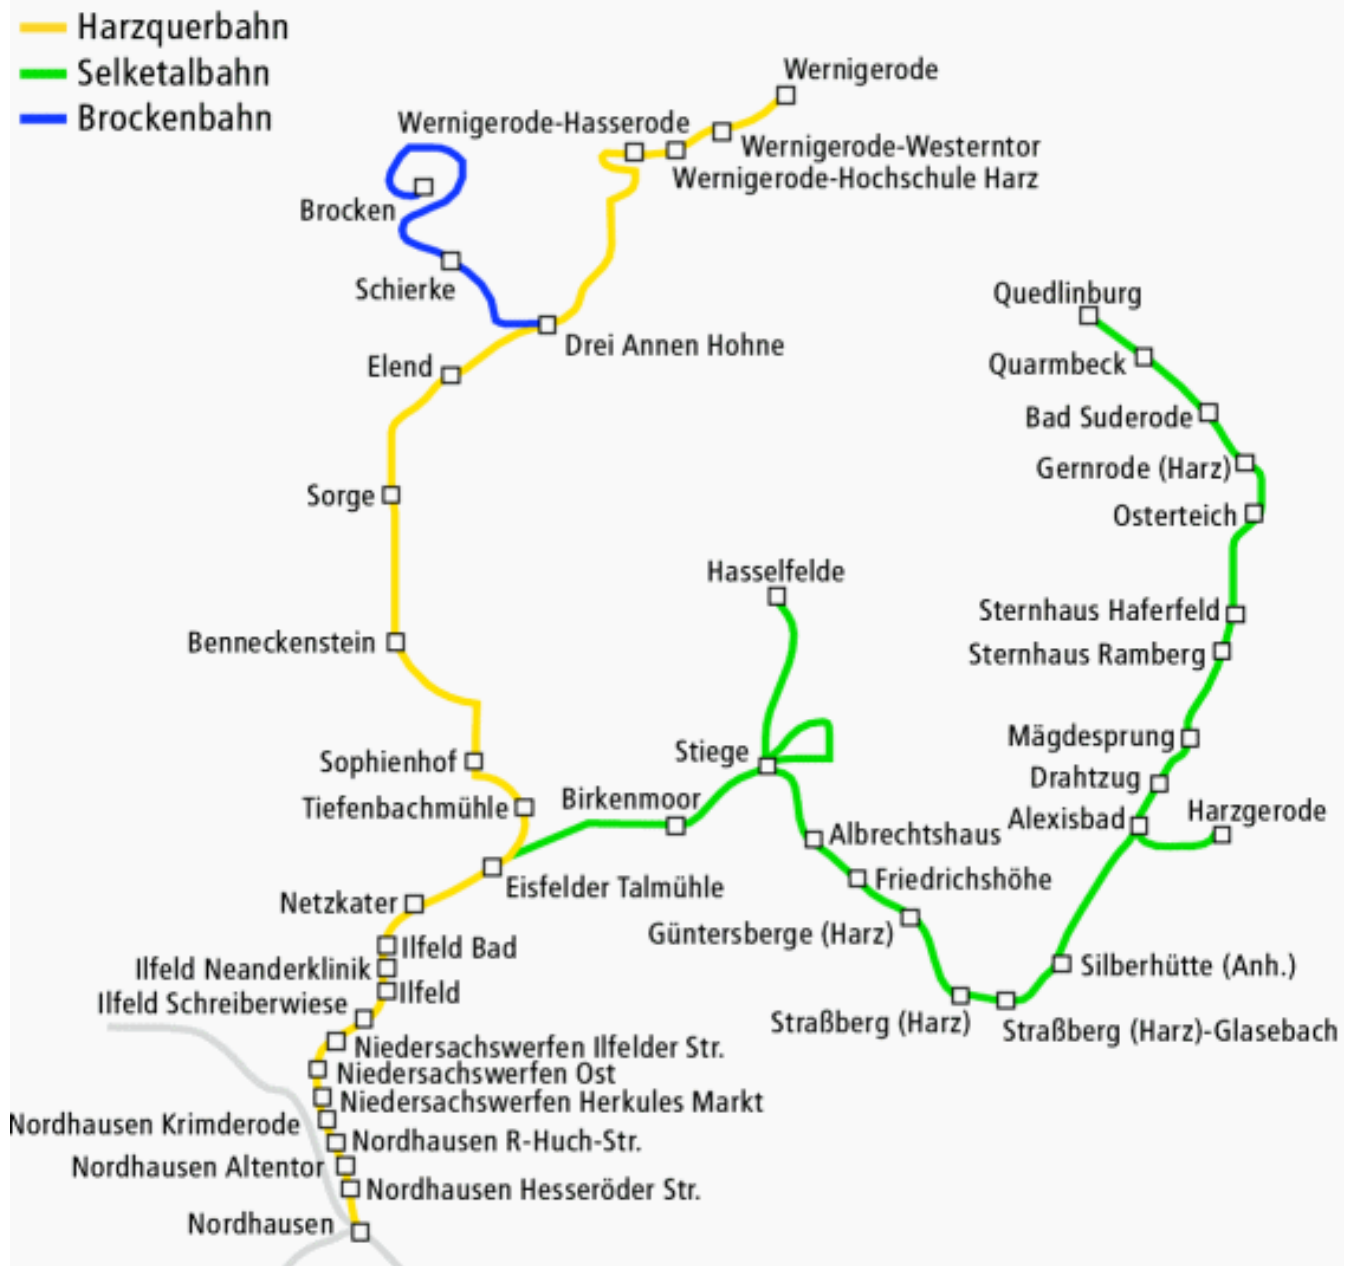 Harzquerbahn
Selketalbahn
Brockenbahn
Wernigerode
Wernigerode-Hasserode
Wernigerode-Westerntor
Wernigerode-Hochschule Harz
Brocken
Schierke
Drei Annen Hohne
Elend
Sorge
Benneckenstein
Sophienhof
Tiefenbachmühle
Eisfelder Talmühle
Netzkater
Ilfeld Bad
Ilfeld Neanderklinik
Ilfeld
Ilfeld Schreiberwiese
Niedersachswerfen Ilfelder Str.
Niedersachswerfen Ost
Niedersachswerfen Herkules Markt
Nordhausen Krimderode
Nordhausen R-Huch-Str.
Nordhausen Altentor
Nordhausen Hesseröder Str.
Nordhausen
Quedlinburg
Quarmbeck
Bad Suderode
Gernrode (Harz)
Osterteich
Sternhaus Haferfeld
Sternhaus Ramberg
Mägdesprung
Drahtzug
Alexisbad
Harzgerode
Silberhütte (Anh.)
Straßberg (Harz)-Glasebach
Straßberg (Harz)
Güntersberge (Harz)
Friedrichshöhe
Albrechtshaus
Stiege
Hasselfelde
Birkenmoor